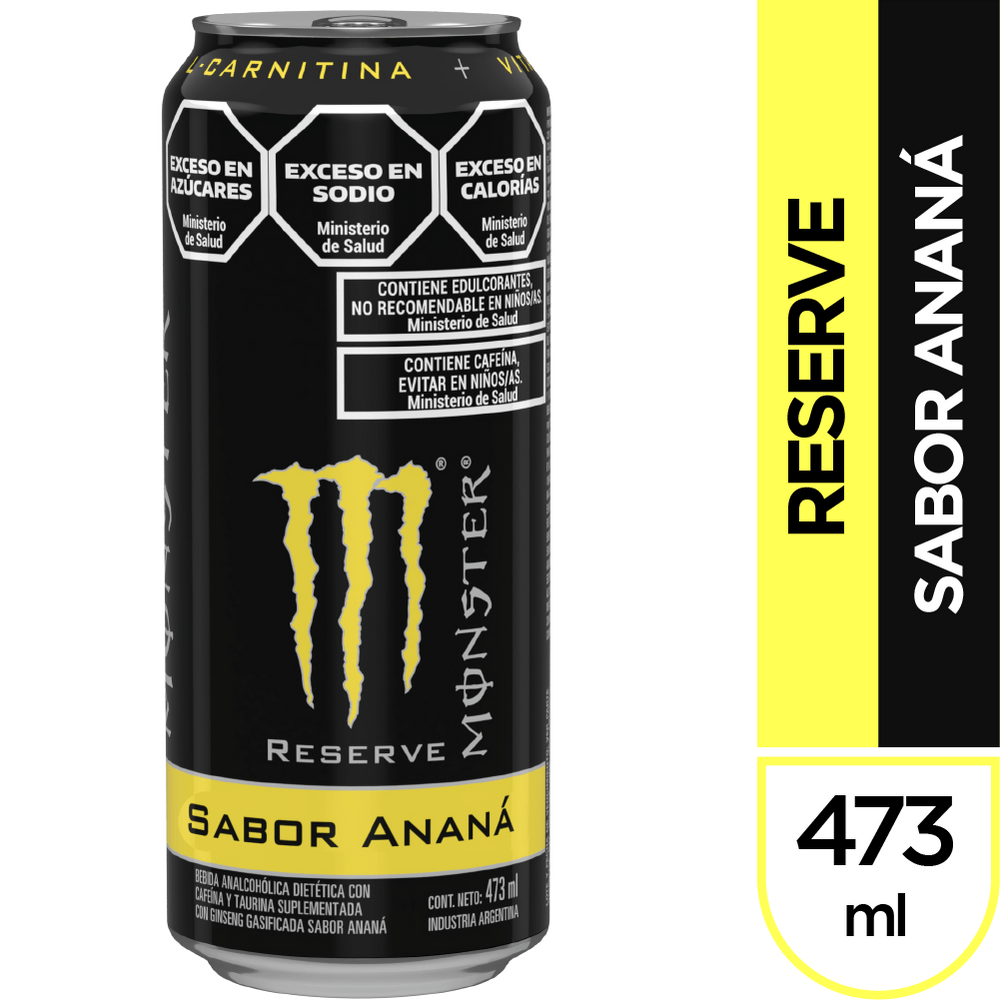 L-CARNITINA + VITA
EXCESO EN
AZÚCARES
Ministerio
de Salud
EXCESO EN
SODIO
Ministerio
de Salud
EXCESO EN
CALORÍAS
Ministerio
de Salud
CONTIENE EDULCORANTES,
NO RECOMENDABLE EN NIÑOS/AS.
Ministerio de Salud
CONTIENE CAFEÍNA,
EVITAR EN NIÑOS/AS.
Ministerio de Salud
MONSTER®
®
RESERVE
SABOR ANANÁ
BEBIDA ANALCOHÓLICA DIETÉTICA CON
CAFEÍNA Y TAURINA SUPLEMENTADA
CON GINSENG GASIFICADA SABOR ANANÁ
CONT. NETO: 473 ml
INDUSTRIA ARGENTINA
RESERVE
SABOR ANANÁ
473
ml